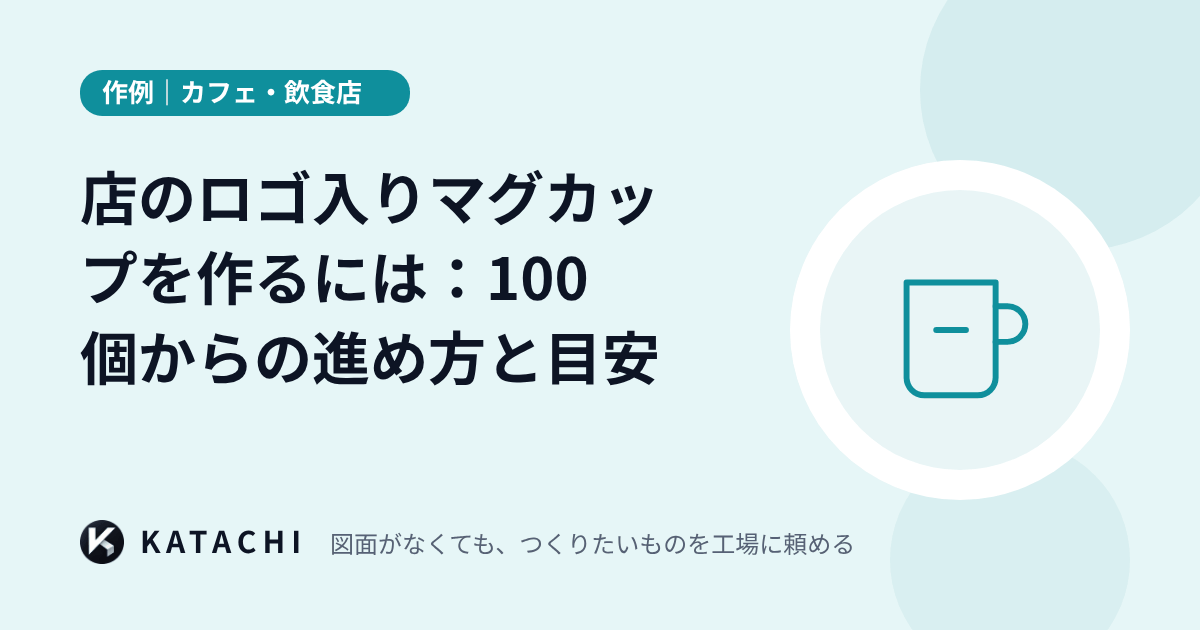 作例｜カフェ・飲食店
店のロゴ入りマグカッ
プを作るには：100
個からの進め方と目安
KATACHI 図面がなくても、つくりたいものを工場に頼める